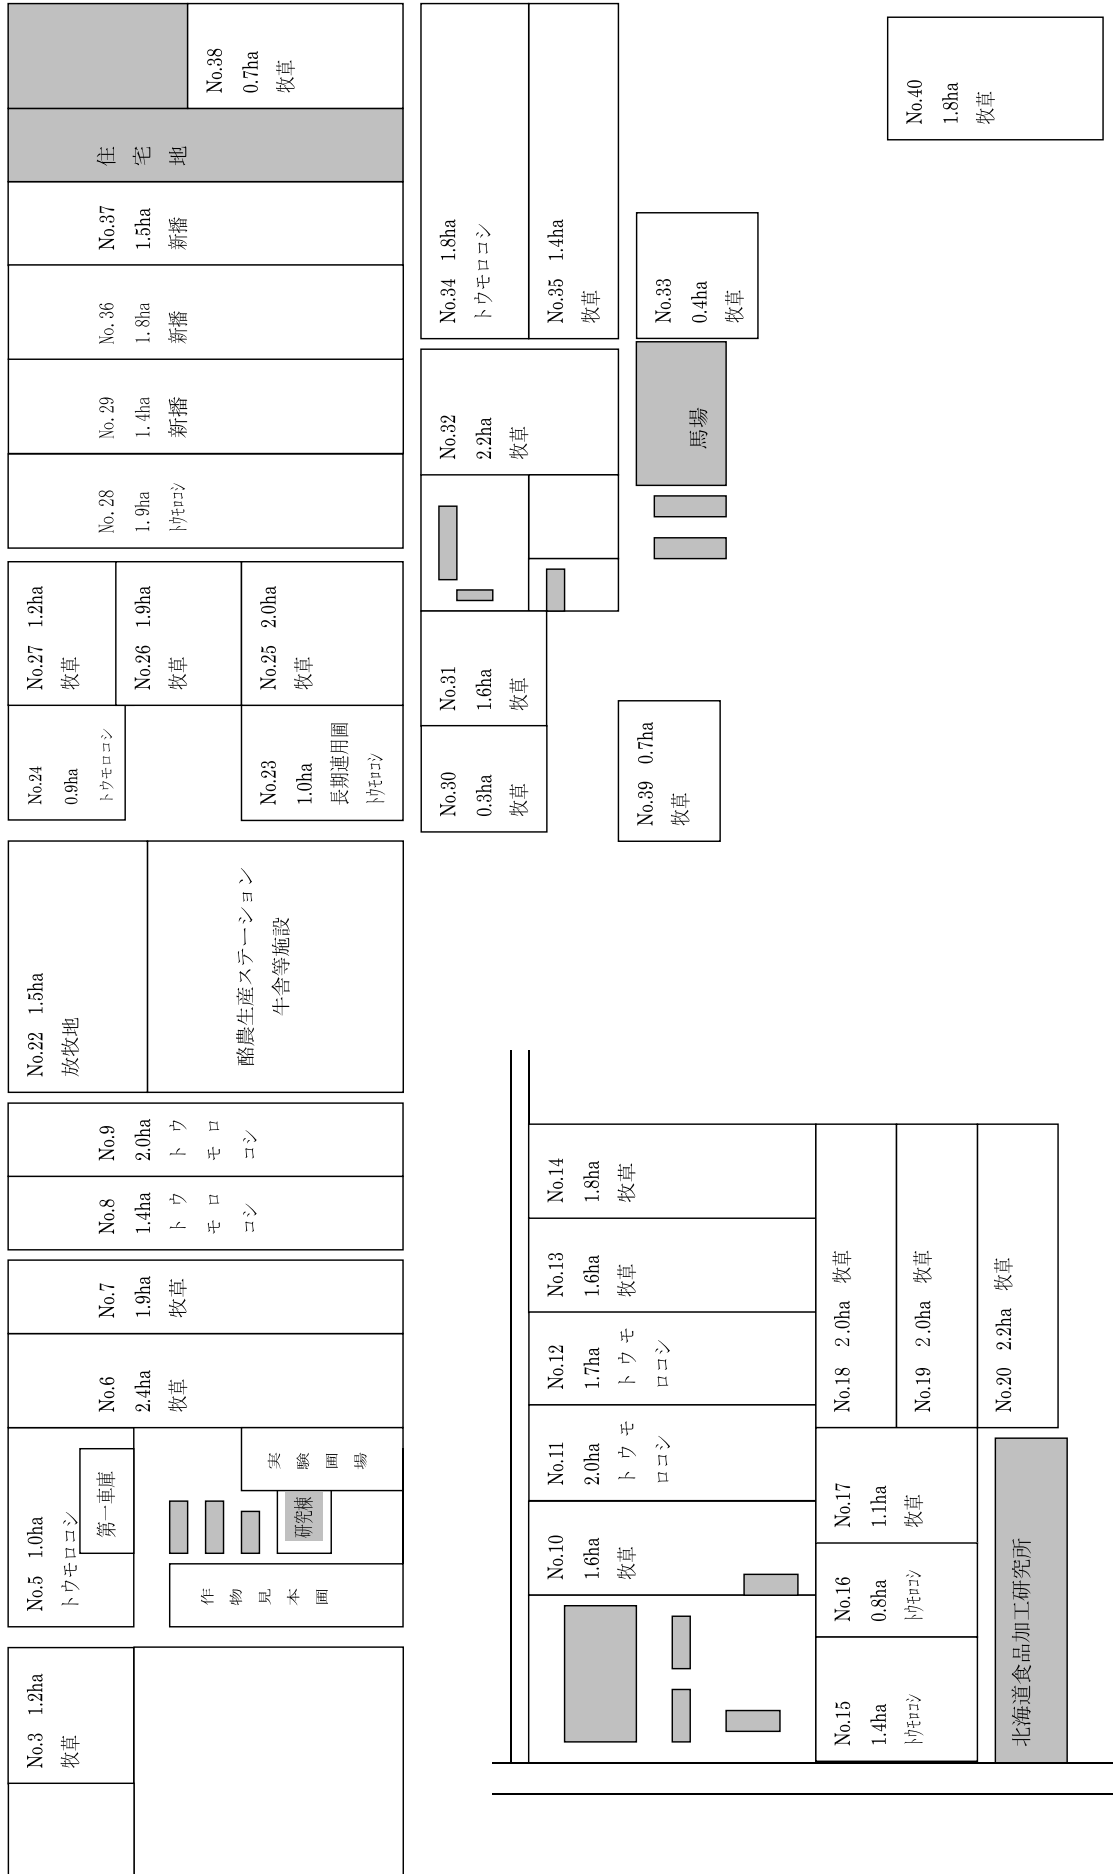 No.3 1.2ha
牧草
No.5 1.0ha
トウモロコシ
第一車庫
作物見本圃
研究棟
実験圃場
No.6
2.4ha
牧草
No.7
1.9ha
牧草
No.8
1.4ha
トウ
モロ
コシ
No.9
2.0ha
トウ
モロ
コシ
No.22 1.5ha
放牧地
酪農生産ステーション
牛舎等施設
No.24
0.9ha
トウモロコシ
No.23
1.0ha
長期連用圃
トウモロコシ
No.27 1.2ha
牧草
No.26 1.9ha
牧草
No.25 2.0ha
牧草
No.28
1.9ha
トウモロコシ
No.29
1.4ha
新播
No.36
1.8ha
新播
No.37
1.5ha
新播
住宅地
No.38
0.7ha
牧草
No.30
0.3ha
牧草
No.31
1.6ha
牧草
No.32
2.2ha
牧草
No.34 1.8ha
トウモロコシ
No.35 1.4ha
牧草
No.39 0.7ha
牧草
馬場
No.33
0.4ha
牧草
No.40
1.8ha
牧草
No.10
1.6ha
牧草
No.11
2.0ha
トウモ
ロコシ
No.12
1.7ha
トウモ
ロコシ
No.13
1.6ha
牧草
No.14
1.8ha
牧草
No.15
1.4ha
トウモロコシ
No.16
0.8ha
トウモロコシ
No.17
1.1ha
牧草
No.18 2.0ha 牧草
No.19 2.0ha 牧草
No.20 2.2ha 牧草
北海道食品加工研究所